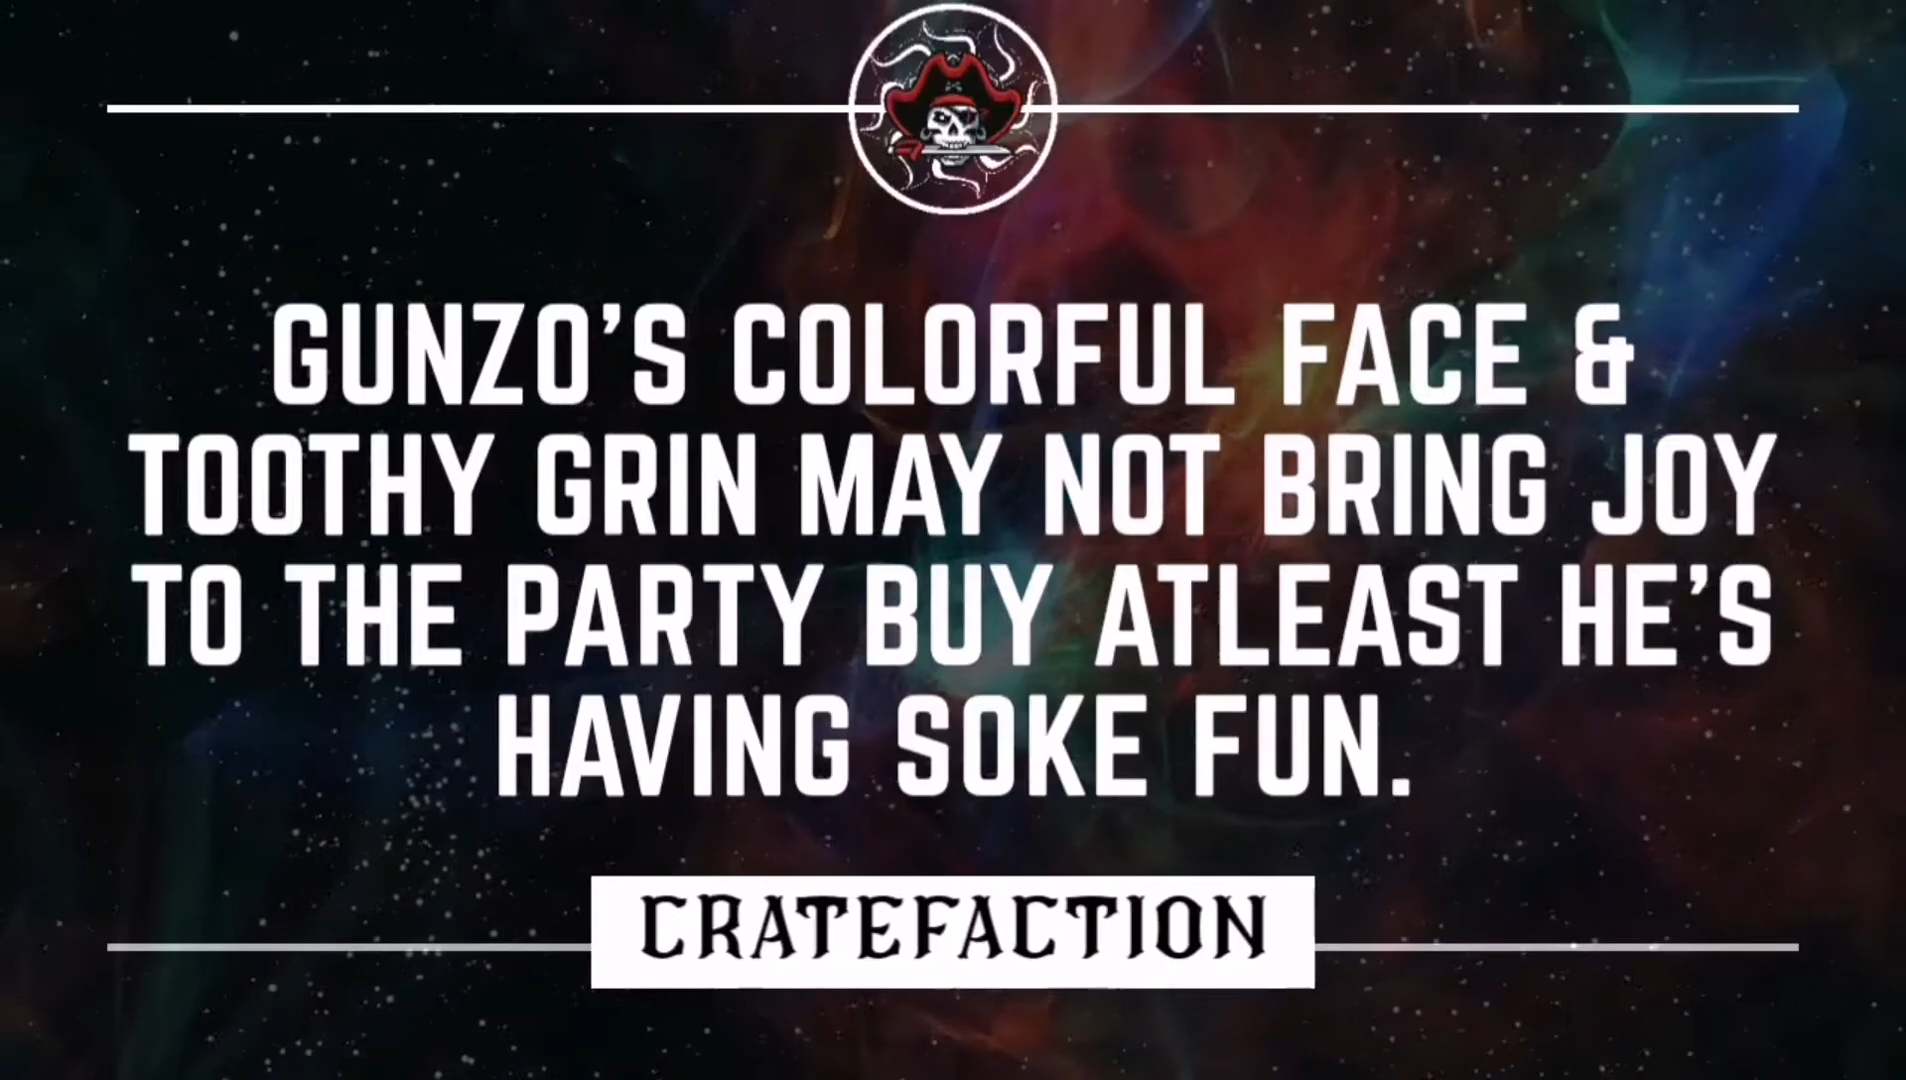 GUNZO'S COLORFUL FACE &
TOOTHY GRIN MAY NOT BRING JOY
TO THE PARTY BUY ATLEAST HE'S
HAVING SOKE FUN.
CRATEFACTION